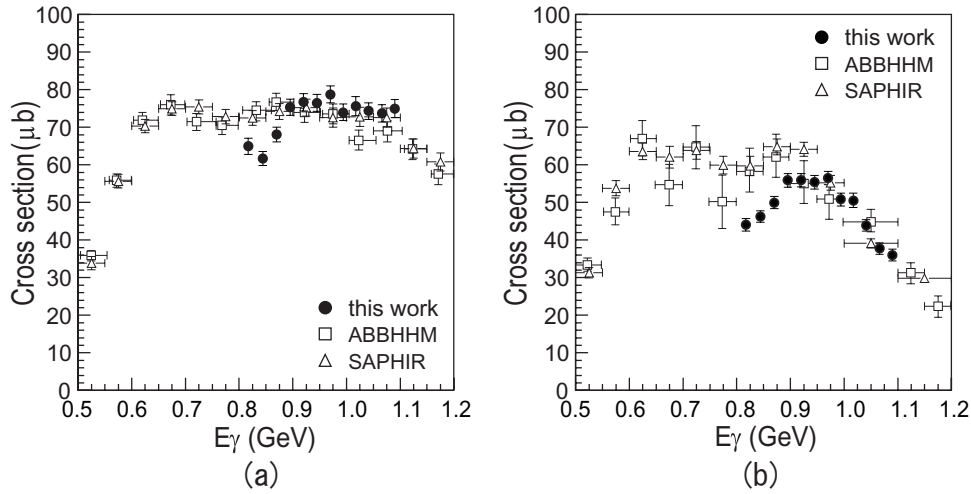 100
90
80
70
60
50
40
30
20
10
0
0.5 0.6 0.7 0.8 0.9 1.0 1.1 1.2
Cross section (μb)
Eγ (GeV)
this work
ABBHHM
SAPHIR
(a)
100
90
80
70
60
50
40
30
20
10
0
0.5 0.6 0.7 0.8 0.9 1.0 1.1 1.2
Cross section (μb)
Eγ (GeV)
this work
ABBHHM
SAPHIR
(b)